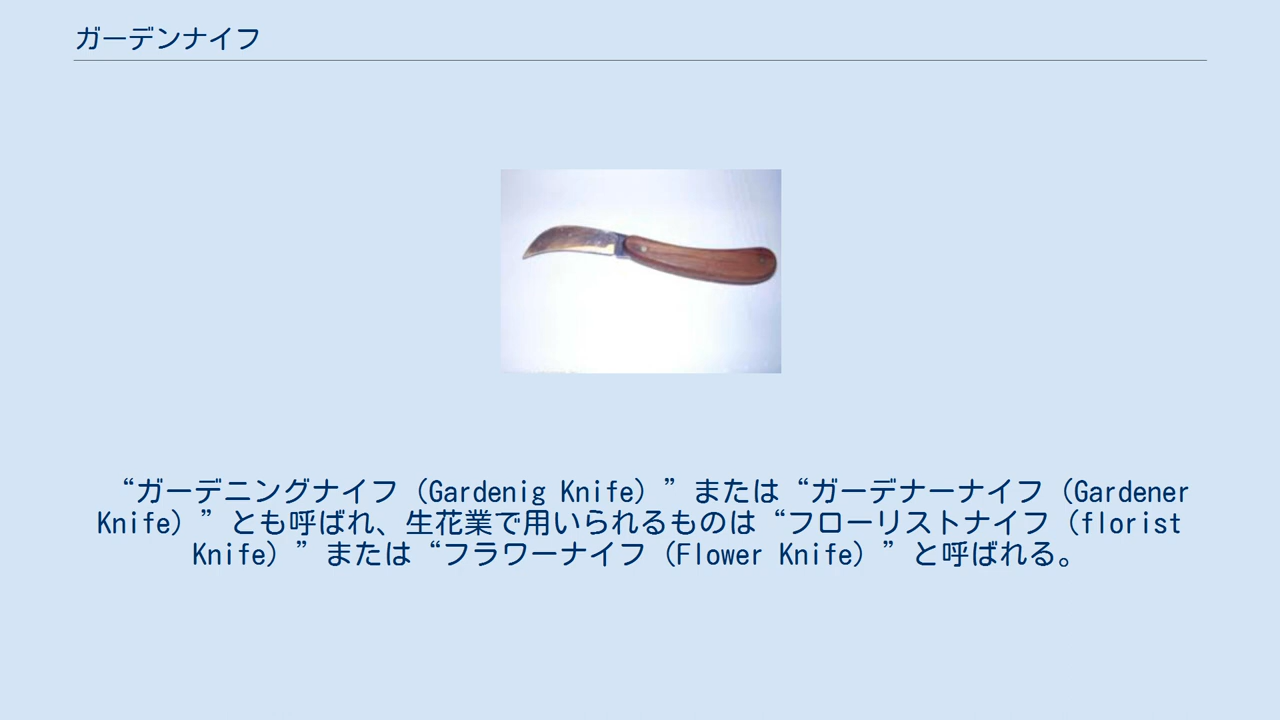 ガーデンナイフ
“ガーデニングナイフ（Gardenig Knife）”または“ガーデナーナイフ（Gardener
Knife）”とも呼ばれ、生花業で用いられるものは“フローリストナイフ（florist
Knife）”または“フラワーナイフ（Flower Knife）”と呼ばれる。